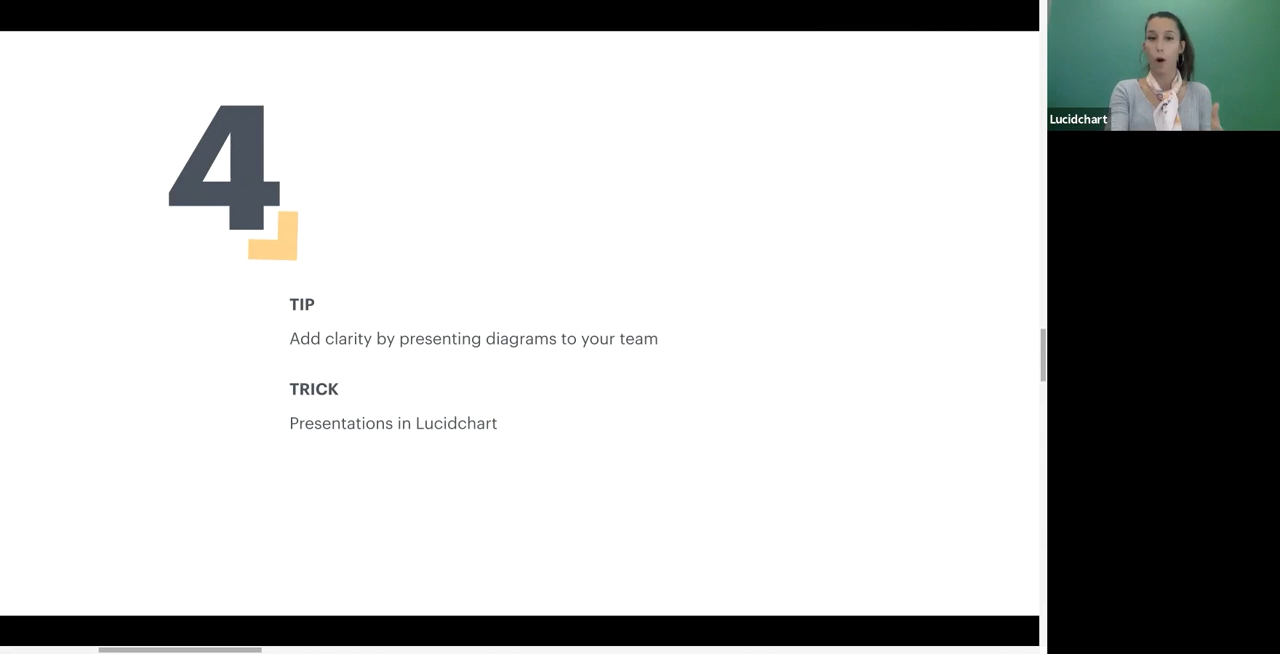 4
TIP
Add clarity by presenting diagrams to your team
TRICK
Presentations in Lucidchart
Lucidchart